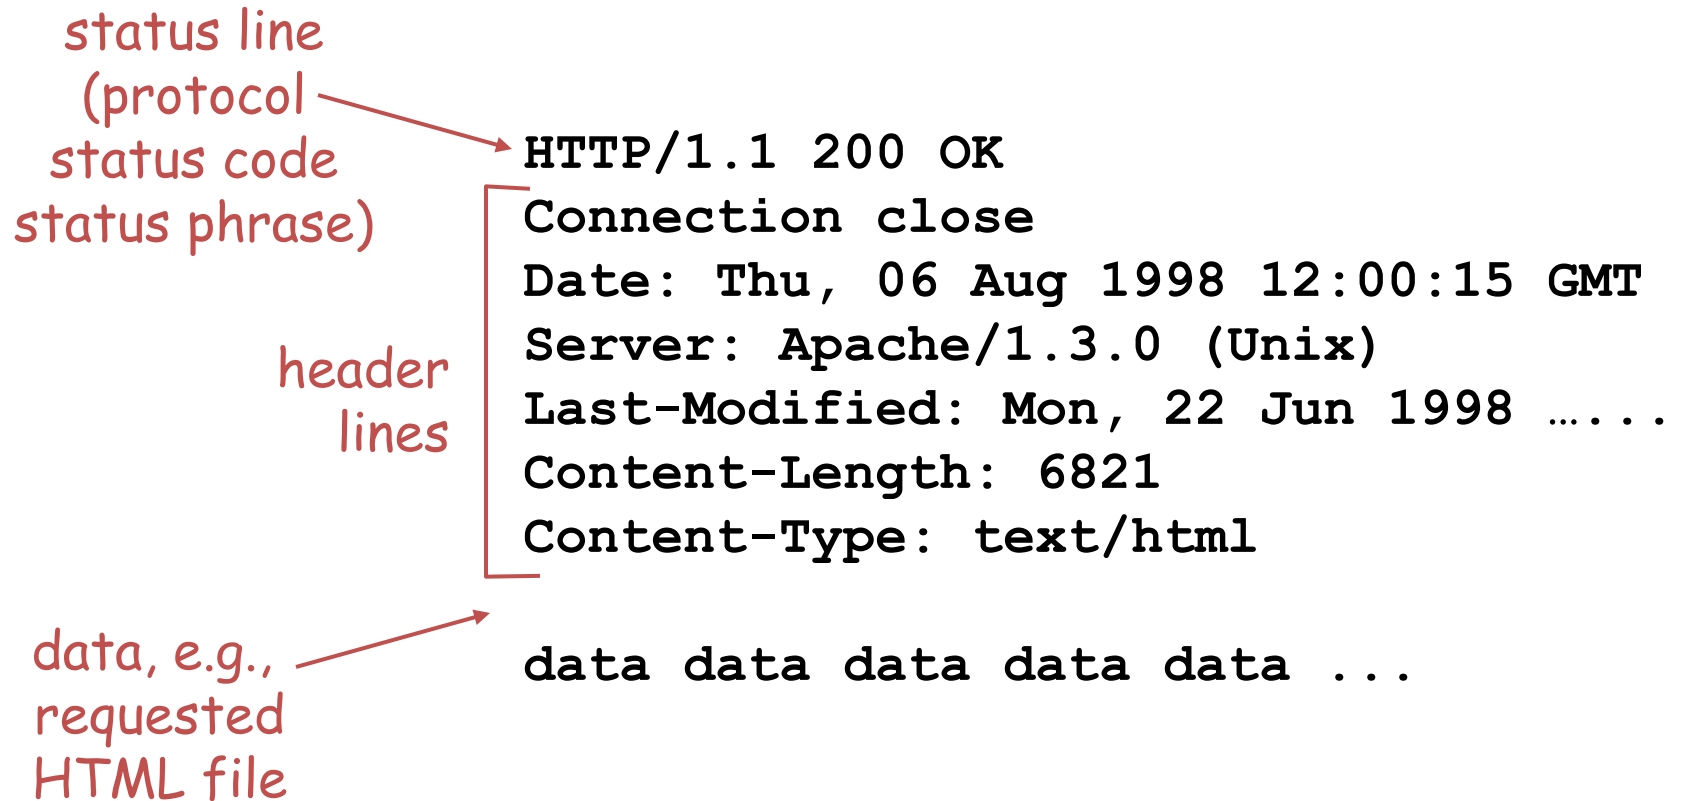 status line
(protocol
status code
status phrase)
HTTP/1.1 200 OK
Connection close
Date: Thu, 06 Aug 1998 12:00:15 GMT
Server: Apache/1.3.0 (Unix)
Last-Modified: Mon, 22 Jun 1998 …...
Content-Length: 6821
Content-Type: text/html
header
lines
data, e.g.,
requested
HTML file
data data data data data ...